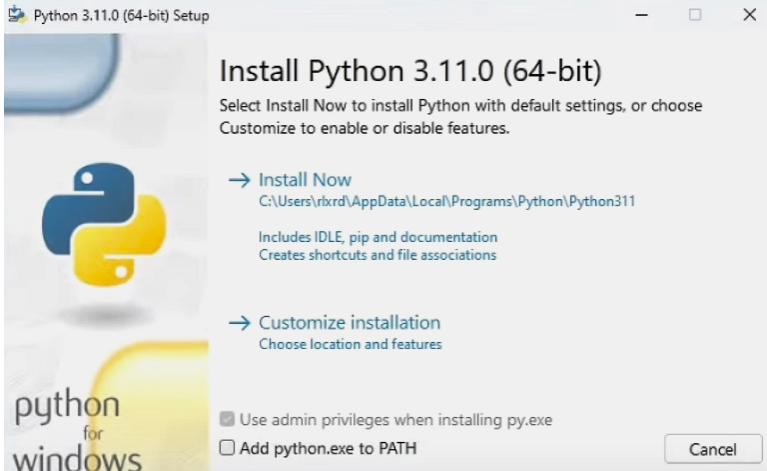 Python 3.11.0 (64-bit) Setup
Install Python 3.11.0 (64-bit)
Select Install Now to install Python with default settings, or choose
Customize to enable or disable features.
Install Now
C:\Users\rlxrd\AppData\Local\Programs\Python\Python311
Includes IDLE, pip and documentation
Creates shortcuts and file associations
Customize installation
Choose location and features
python
for
windows
Use admin privileges when installing py.exe
Add python.exe to PATH
Cancel